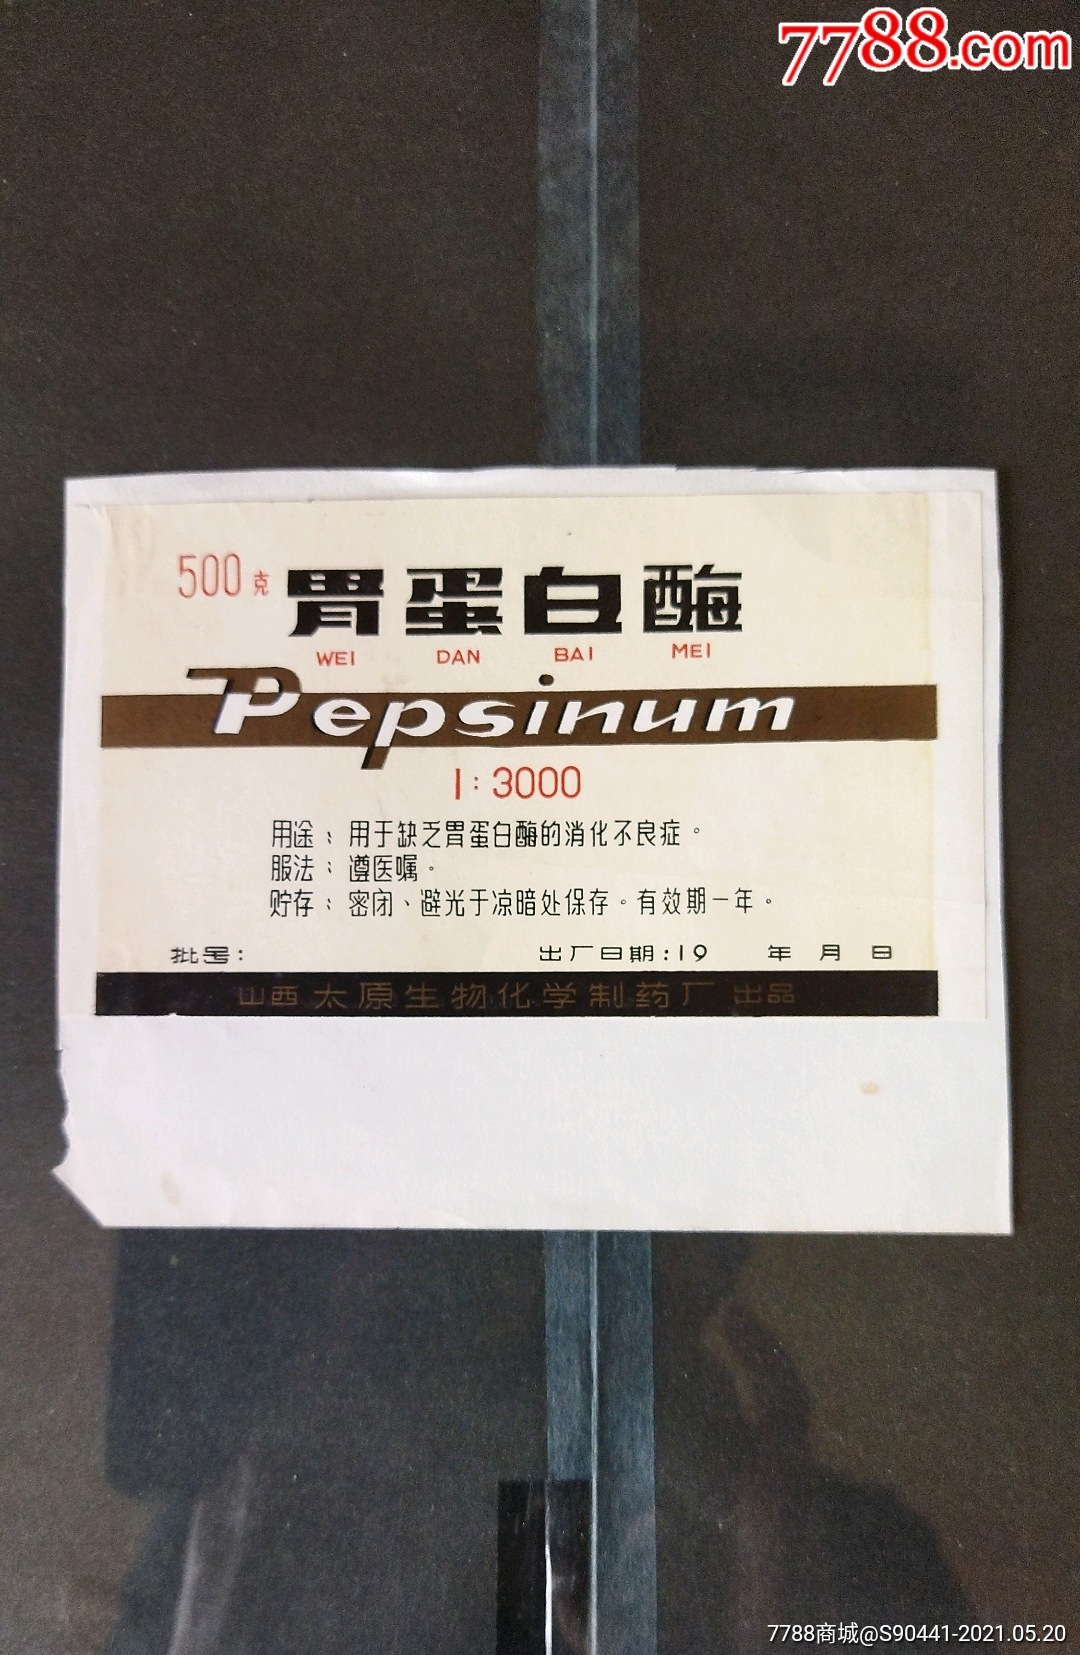 7788.com
500克 胃蛋白酶
WEI DAN BAI MEI
Pepsinum
1:3000
用途：用于缺乏胃蛋白酶的消化不良症。
服法：遵医嘱。
贮存：密闭、避光于凉暗处保存。有效期一年。
批号： 出厂日期：19 年 月 日
山西太原生物化学制药厂出品
7788商城@S90441-2021.05.20